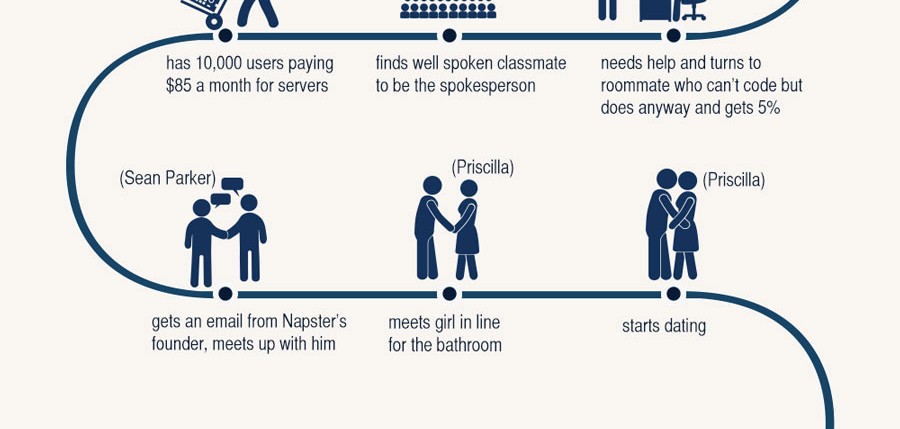 has 10,000 users paying
$85 a month for servers
finds well spoken classmate
to be the spokesperson
needs help and turns to
roommate who can't code but
does anyway and gets 5%
(Sean Parker)
(Priscilla)
(Priscilla)
gets an email from Napster's
founder, meets up with him
meets girl in line
for the bathroom
starts dating